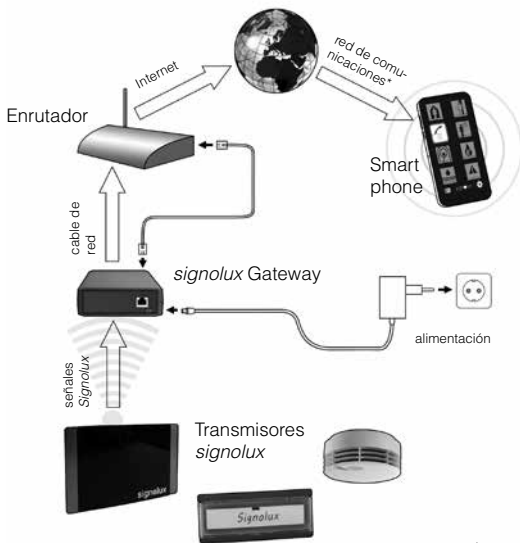 Internet
red de comu-
nicaciones*
Enrutador
Smart
phone
cable de
red
signolux Gateway
alimentación
señales
Signolux
Transmisores
signolux
signolux
Signolux